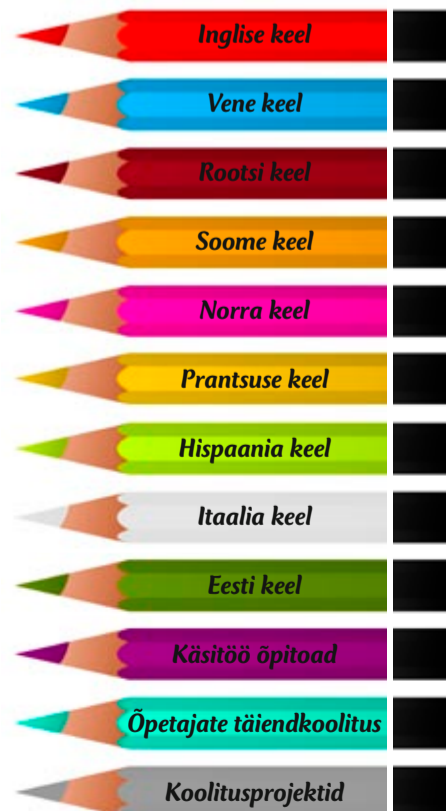 Inglise keel
Vene keel
Rootsi keel
Soome keel
Norra keel
Prantsuse keel
Hispaania keel
Itaalia keel
Eesti keel
Käsitöö õpitoad
Õpetajate täiendkoolitus
Koolitusprojektid